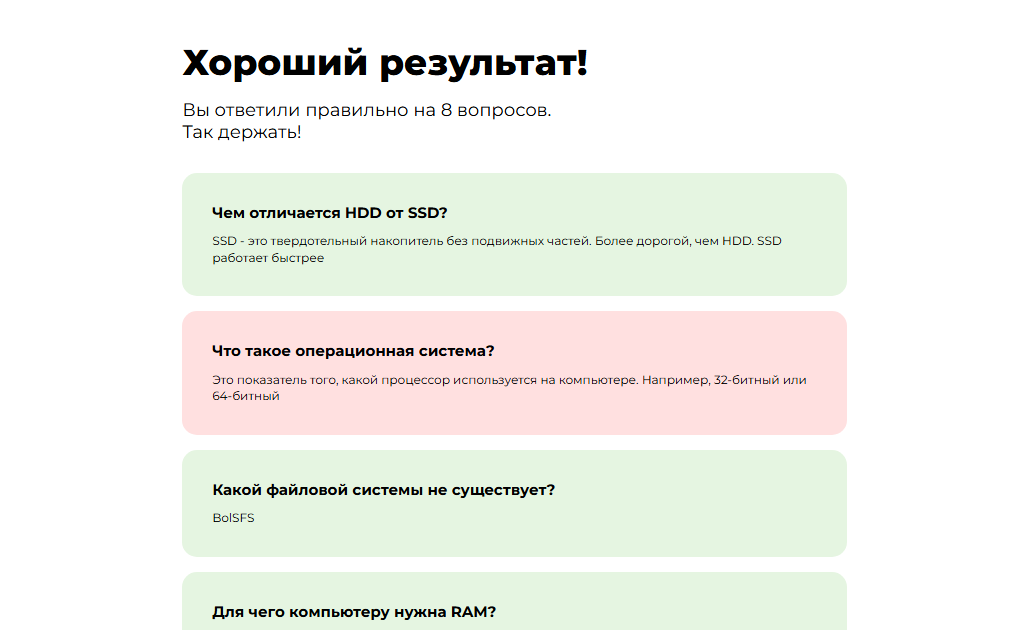 Хороший результат!
Вы ответили правильно на 8 вопросов.
Так держать!
Чем отличается HDD от SSD?
SSD - это твердотельный накопитель без подвижных частей. Более дорогой, чем HDD. SSD
работает быстрее
Что такое операционная система?
Это показатель того, какой процессор используется на компьютере. Например, 32-битный или
64-битный
Какой файловой системы не существует?
BolSFS
Для чего компьютеру нужна RAM?